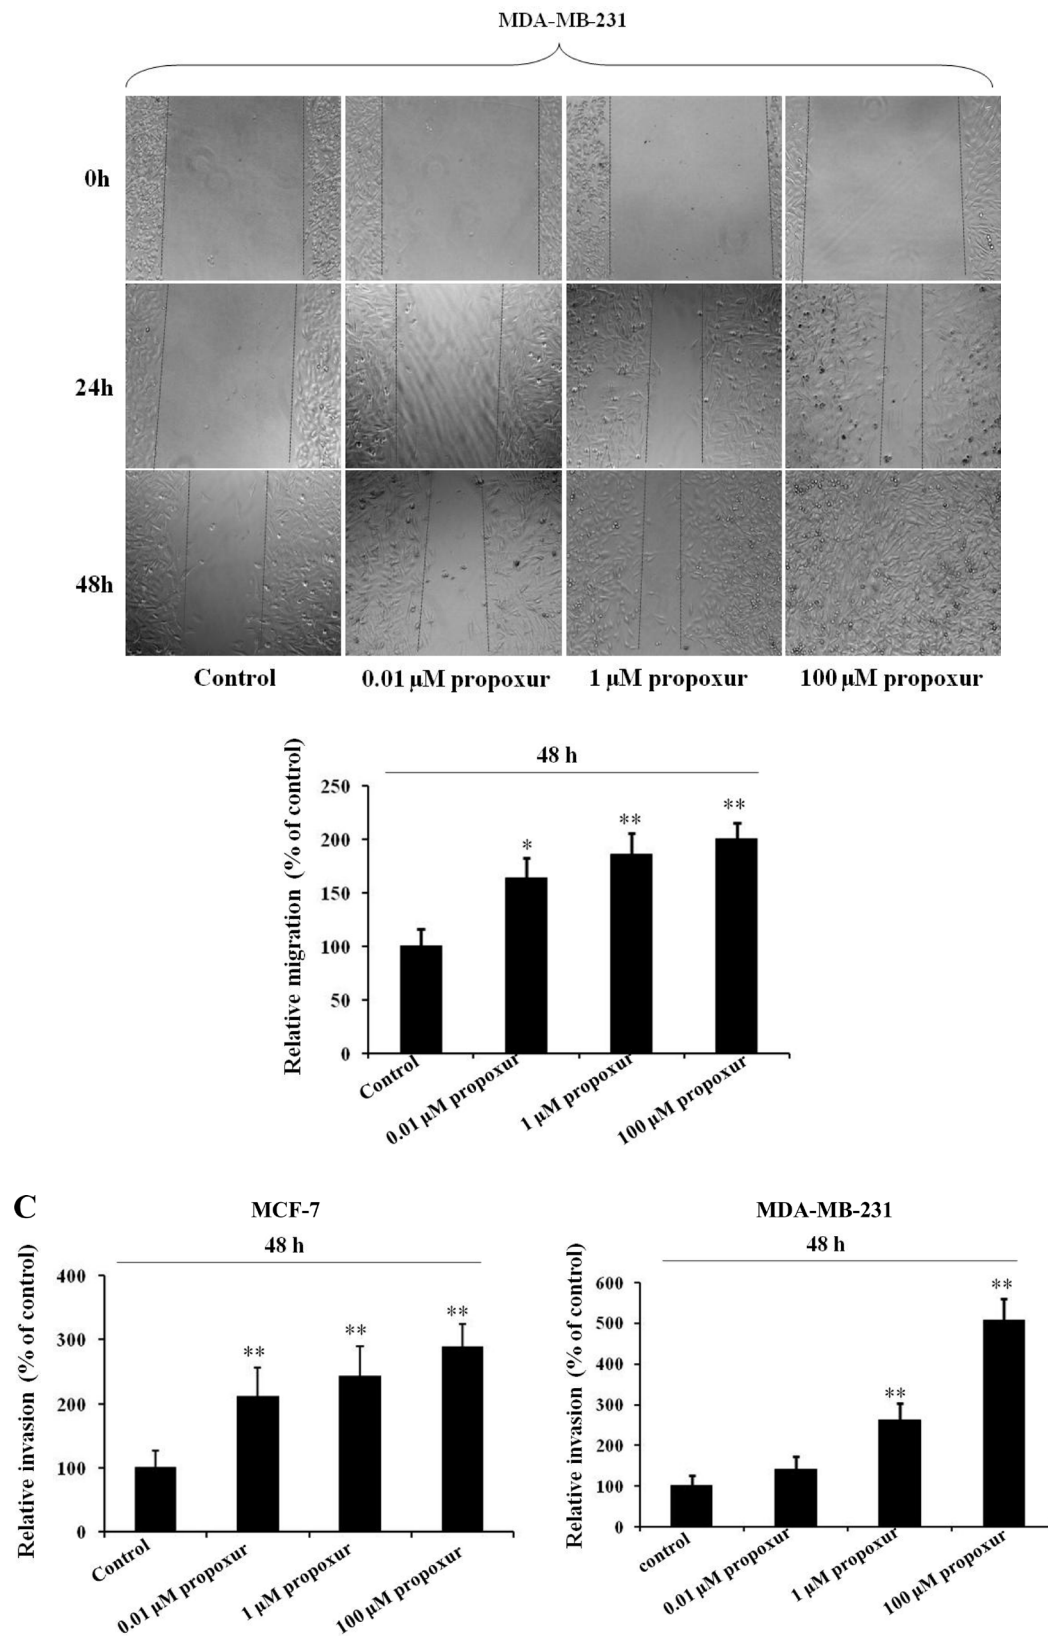 MDA-MB-231
0h
24h
48h
Control
0.01 µM propoxur
1 µM propoxur
100 µM propoxur
48 h
Relative migration (% of control)
250
200
150
100
50
0
*
**
**
Control
0.01 µM propoxur
1 µM propoxur
100 µM propoxur
C
MCF-7
48 h
Relative invasion (% of control)
400
300
200
100
0
**
**
**
Control
0.01 µM propoxur
1 µM propoxur
100 µM propoxur
MDA-MB-231
48 h
Relative invasion (% of control)
600
500
400
300
200
100
0
**
**
control
0.01 µM propoxur
1 µM propoxur
100 µM propoxur